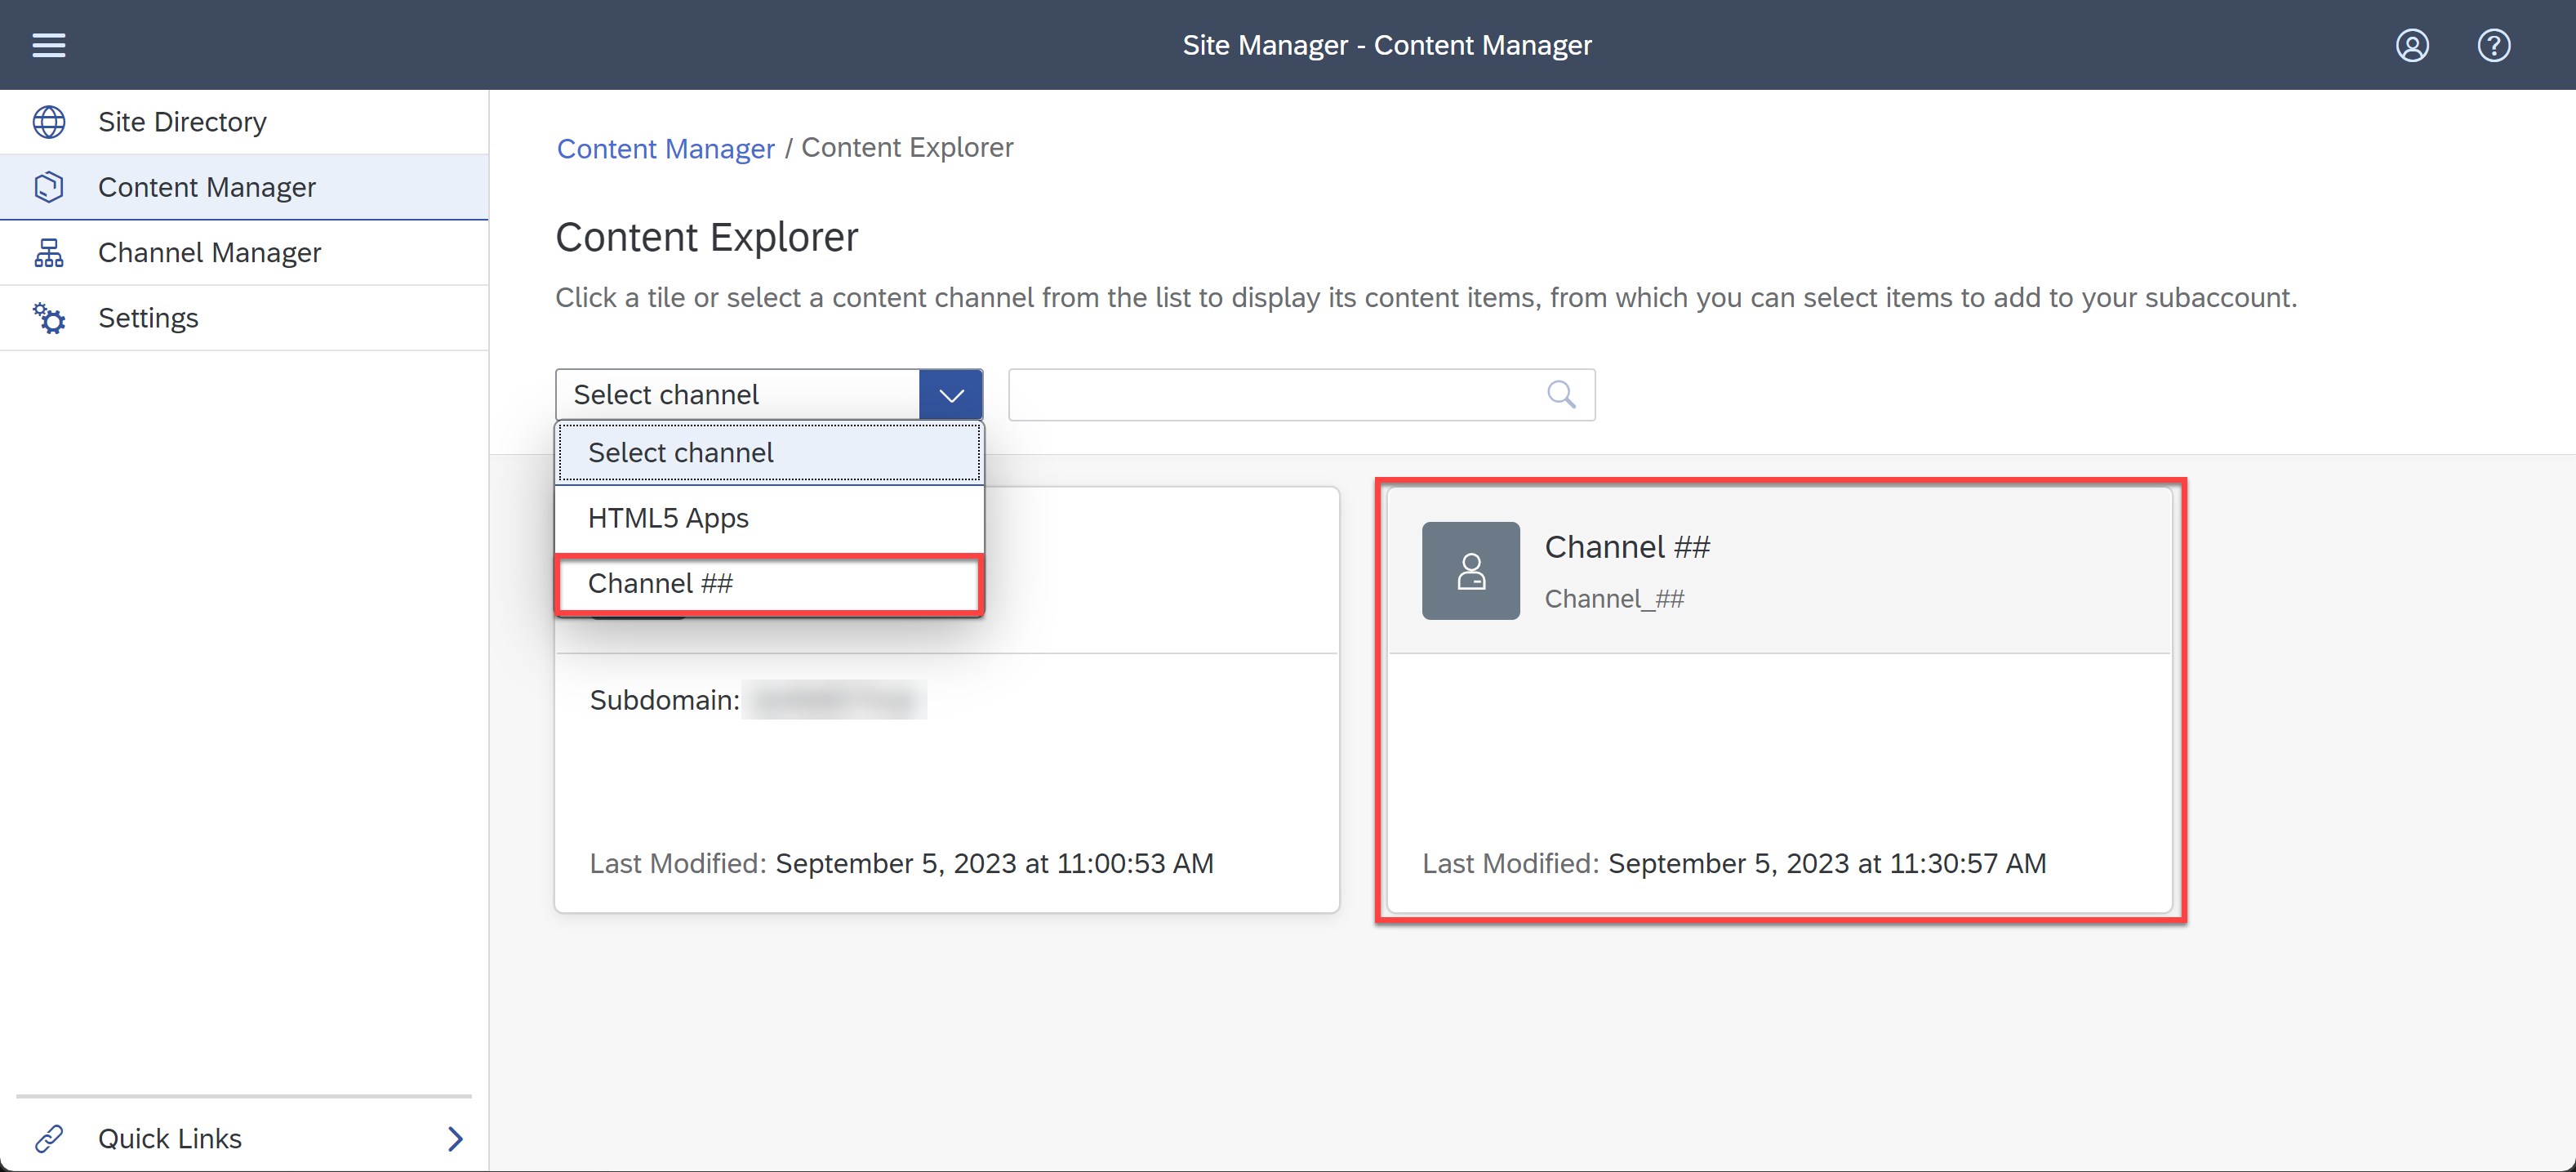 Site Manager - Content Manager
Site Directory
Content Manager
Channel Manager
Settings
Quick Links
Content Manager / Content Explorer
Content Explorer
Click a tile or select a content channel from the list to display its content items, from which you can select items to add to your subaccount.
Select channel
Select channel
HTML5 Apps
Channel ##
Subdomain:
Last Modified: September 5, 2023 at 11:00:53 AM
Channel ##
Channel_##
Last Modified: September 5, 2023 at 11:30:57 AM